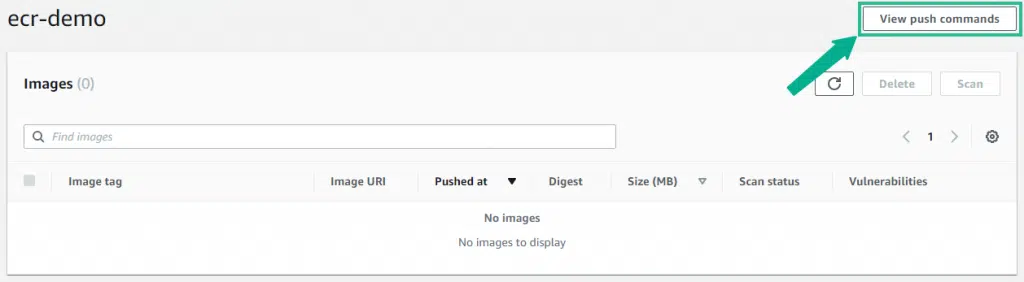 ecr-demo
View push commands
Images (0)
Delete
Scan
Find images
1
Image tag Image URI Pushed at Digest Size (MB) Scan status Vulnerabilities
No images
No images to display